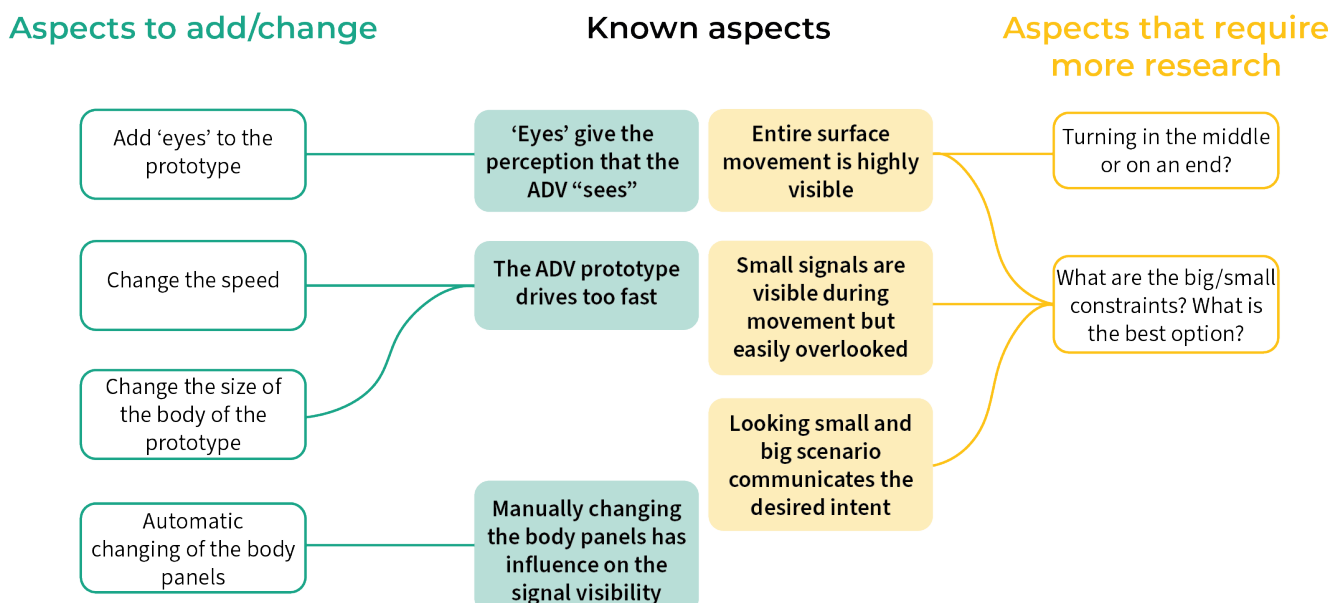 Aspects to add/change
Known aspects
Aspects that require
more research
Add ‘eyes’ to the
prototype
Change the speed
Change the size of
the body of the
prototype
Automatic
changing of the body
panels
‘Eyes’ give the
perception that the
ADV “sees”
The ADV prototype
drives too fast
Manually changing
the body panels has
influence on the
signal visibility
Entire surface
movement is highly
visible
Small signals are
visible during
movement but
easily overlooked
Looking small and
big scenario
communicates the
desired intent
Turning in the middle
or on an end?
What are the big/small
constraints? What is
the best option?